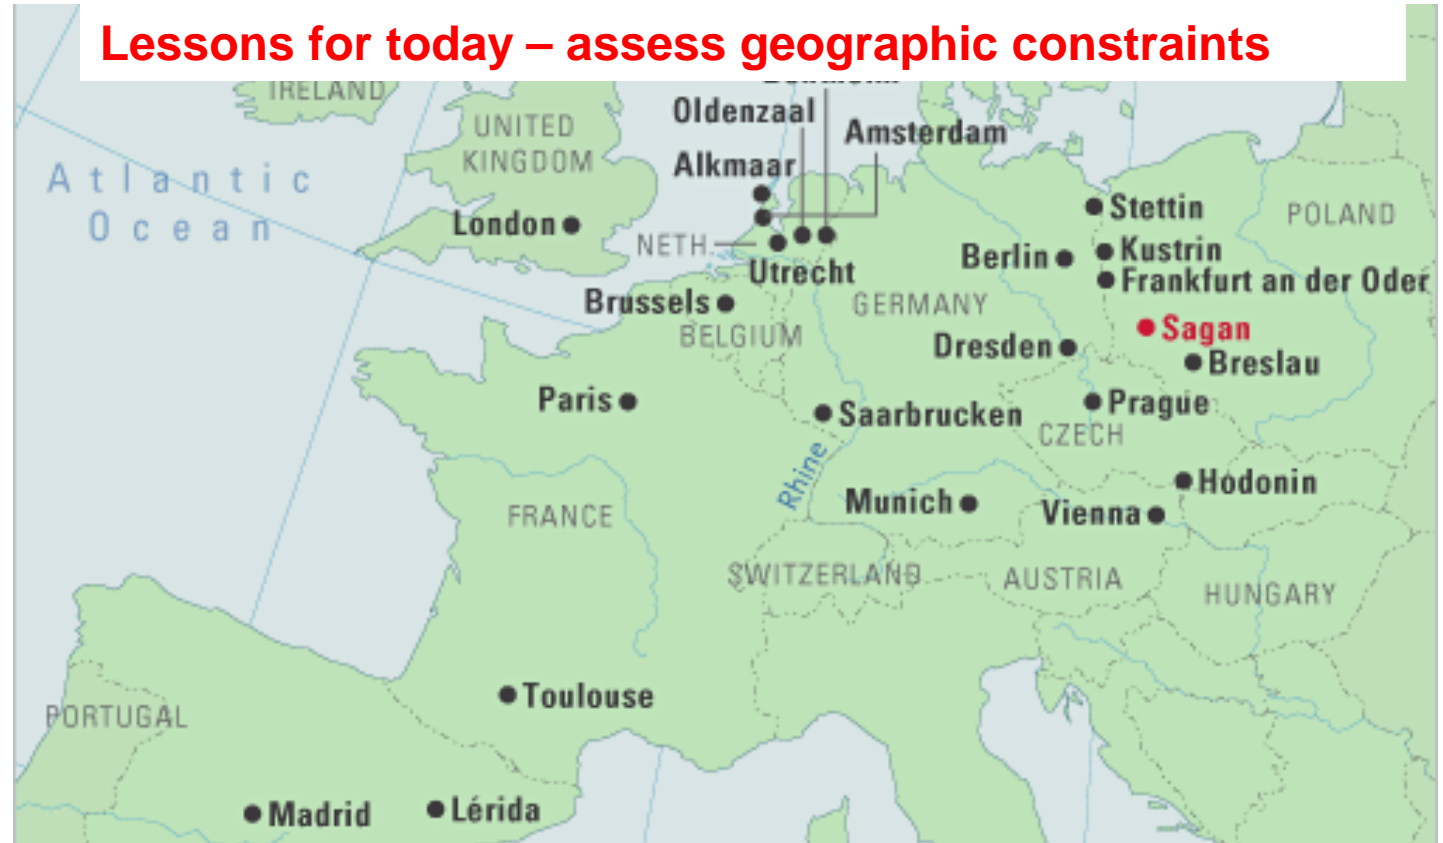 Lessons for today – assess geographic constraints
IRELAND
Oldenzaal
Amsterdam
UNITED
KINGDOM
Alkmaar
Atlantic
Ocean
London
NETH.
Utrecht
Stettin
POLAND
Berlin
Kustrin
Frankfurt an der Oder
Brussels
BELGIUM
GERMANY
Sagan
Dresden
Breslau
Paris
Saarbrucken
Prague
CZECH
Rhine
Hodonin
Munich
Vienna
FRANCE
SWITZERLAND
AUSTRIA
HUNGARY
Toulouse
PORTUGAL
Madrid
Lérida